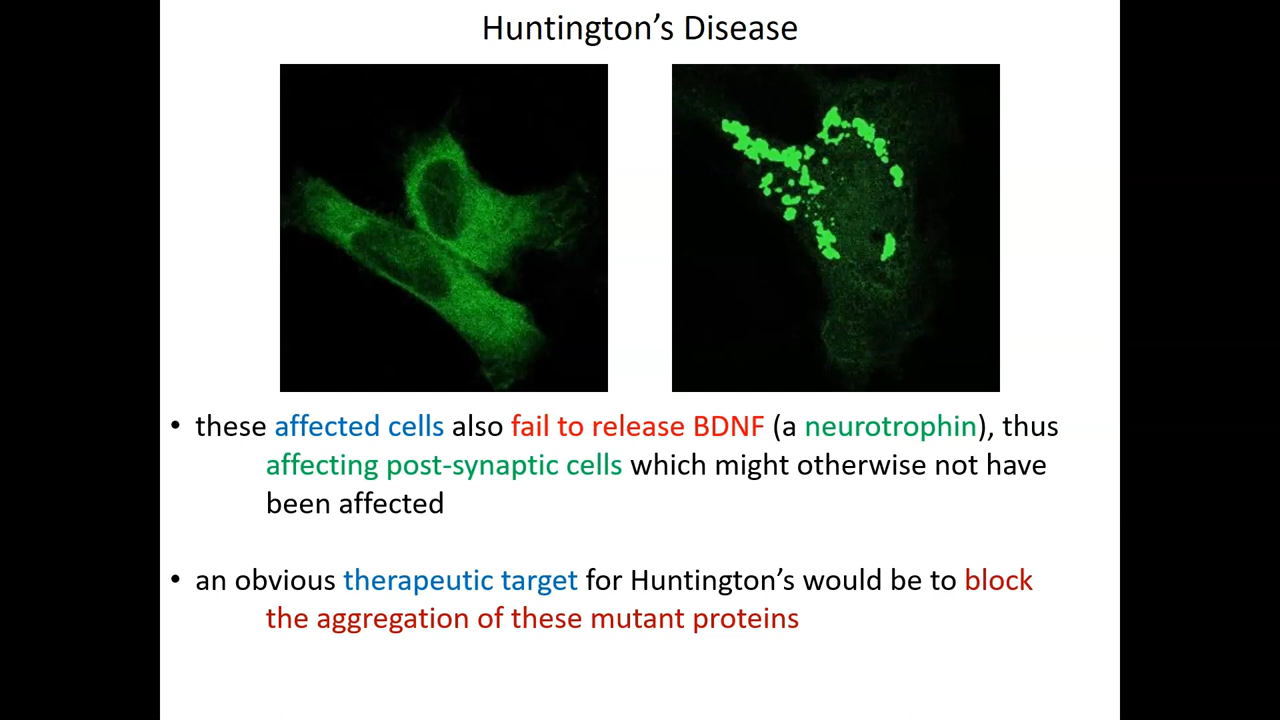 Huntington’s Disease
• these affected cells also fail to release BDNF (a neurotrophin), thus
affecting post-synaptic cells which might otherwise not have
been affected
• an obvious therapeutic target for Huntington’s would be to block
the aggregation of these mutant proteins